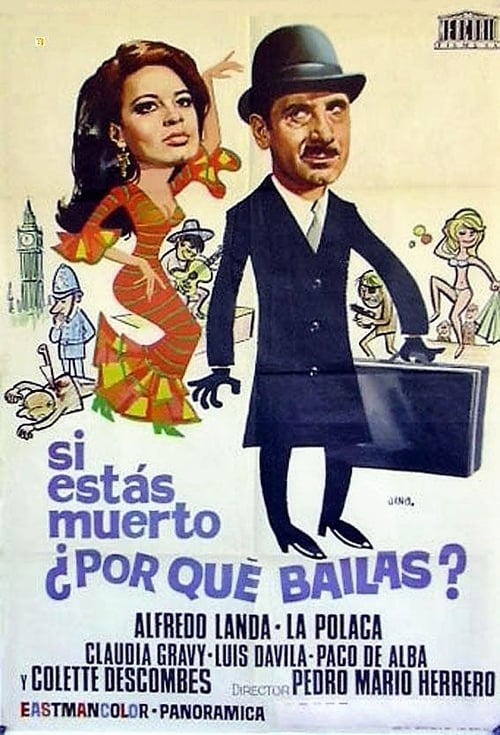 si
estás
muerto
¿POR QUÈ BAILAS?
JANO.
ALFREDO LANDA · LA POLACA
CLAUDIA GRAVY · LUIS DAVILA · PACO DE ALBA
Y COLETTE DESCOMBES DIRECTOR PEDRO MARIO HERRERO
EASTMANCOLOR · PANORAMICA